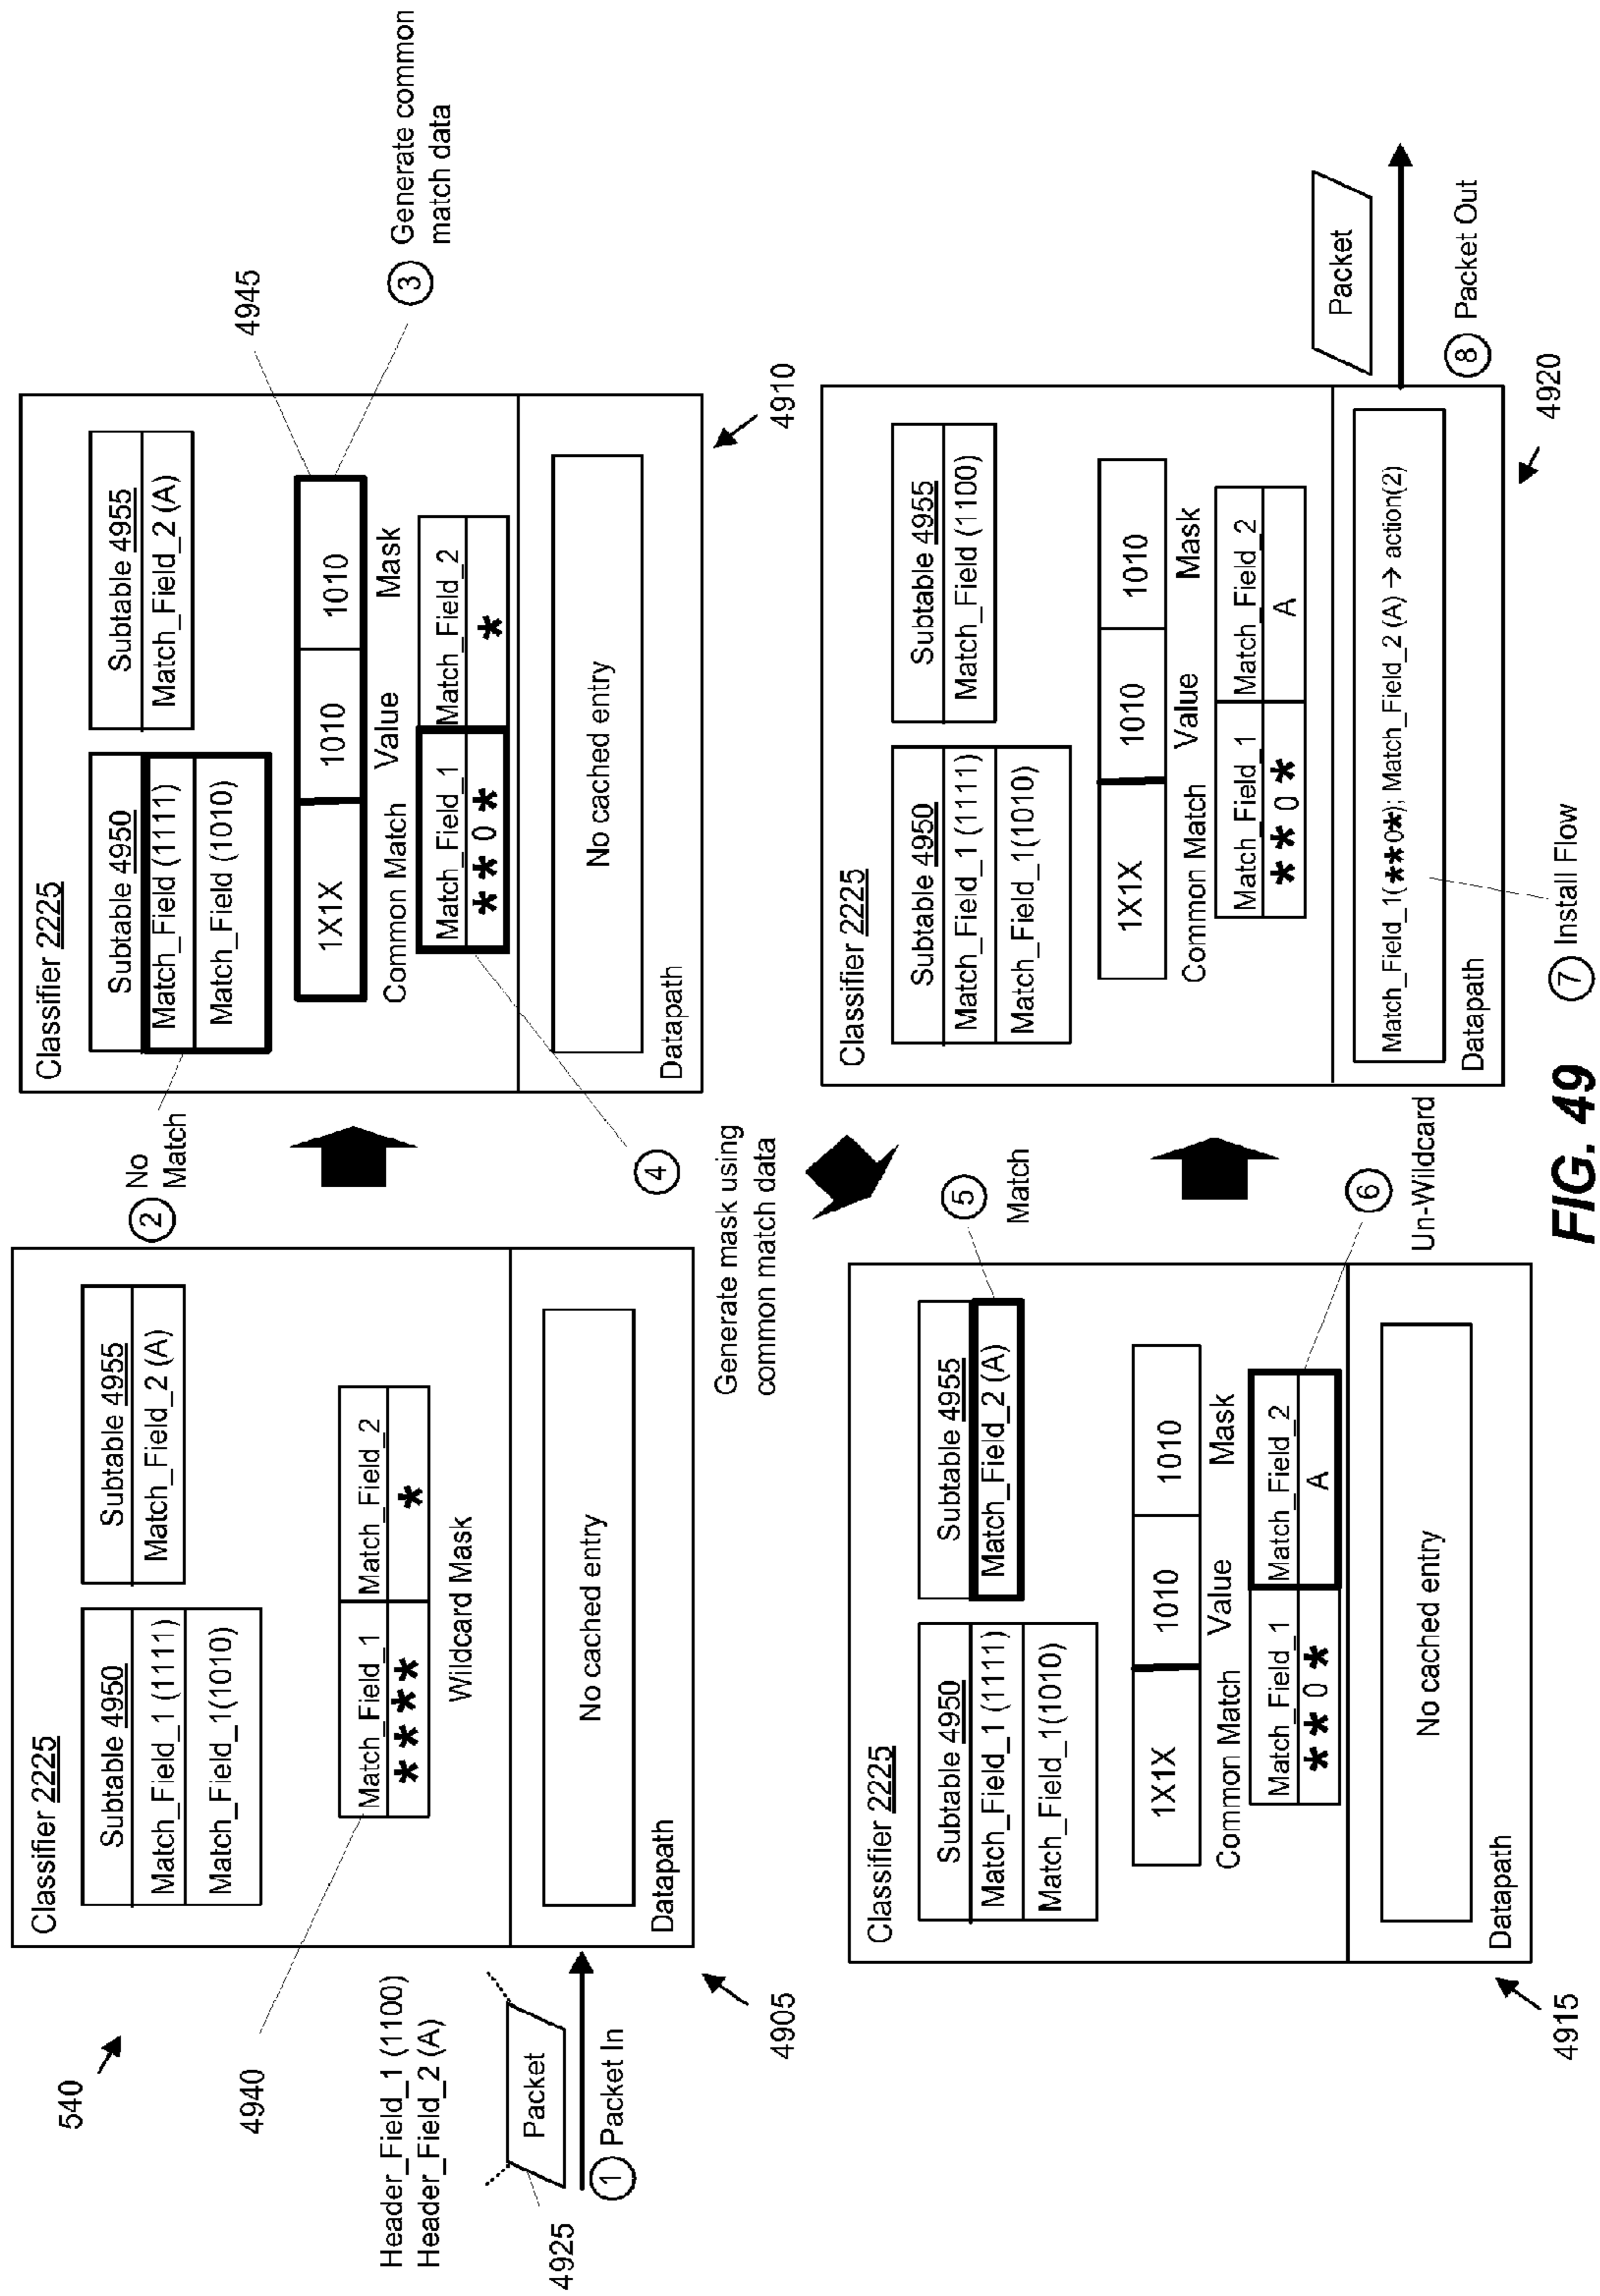 540
4940
Header_Field_1 (1100)
Header_Field_2 (A)
Packet
4925
1 Packet In
4905
Classifier 2225
Subtable 4950
Match_Field_1 (1111)
Match_Field_1(1010)
Subtable 4955
Match_Field_2 (A)
Match_Field_1
Match_Field_2
****
*
Wildcard Mask
No cached entry
Datapath
2 No
Match
Classifier 2225
Subtable 4950
Match_Field (1111)
Match_Field (1010)
Subtable 4955
Match_Field_2 (A)
1X1X
1010
1010
Common Match
Value
Mask
Match_Field_1
Match_Field_2
**0*
*
No cached entry
Datapath
4945
3 Generate common
match data
4910
4
Generate mask using
common match data
Classifier 2225
Subtable 4950
Match_Field_1 (1111)
Match_Field_1(1010)
Subtable 4955
Match_Field_2 (A)
1X1X
1010
1010
Common Match
Value
Mask
Match_Field_1
Match_Field_2
**0*
A
No cached entry
Datapath
4915
5
Match
6
Un-Wildcard
Classifier 2225
Subtable 4950
Match_Field_1 (1111)
Match_Field_1(1010)
Subtable 4955
Match_Field (1100)
1X1X
1010
1010
Common Match
Value
Mask
Match_Field_1
Match_Field_2
**0*
A
Match_Field_1(**0*); Match_Field_2 (A) → action(2)
Datapath
7 Install Flow
4920
Packet
8 Packet Out
FIG. 49